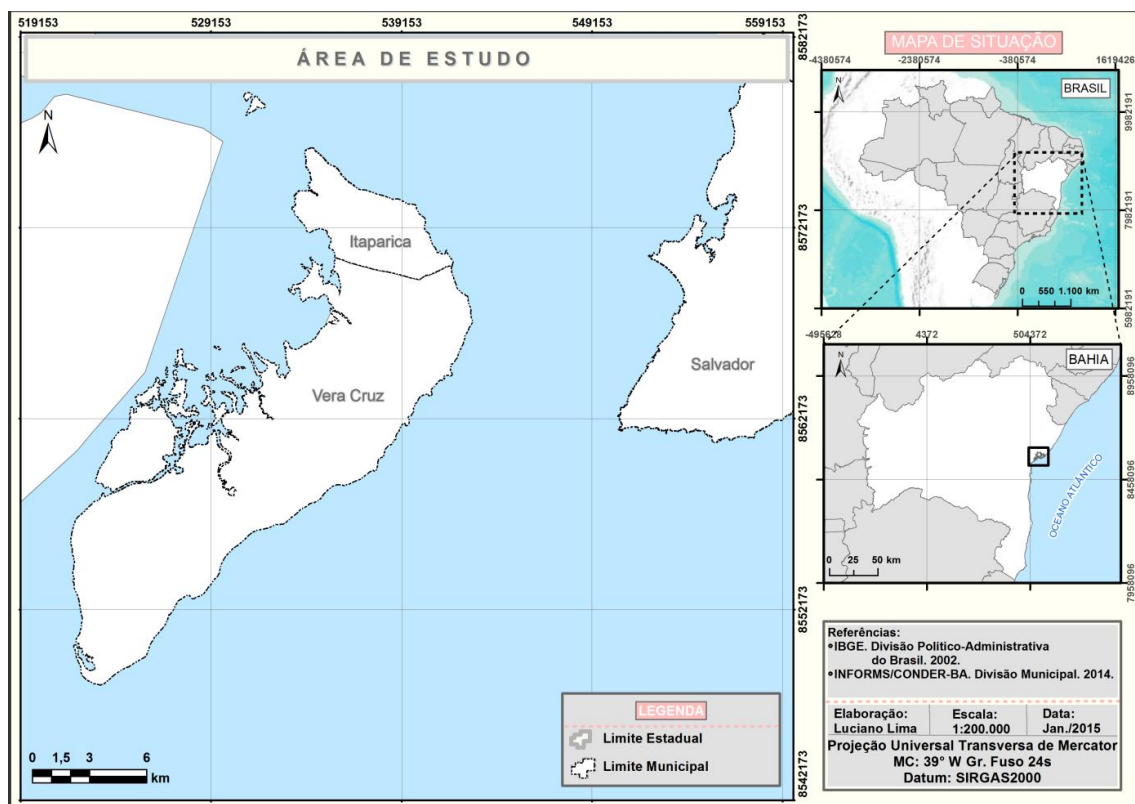 519153
529153
539153
549153
559153
ÁREA DE ESTUDO
N
8582173
8572173
8562173
8552173
8542173
Itaparica
Vera Cruz
Salvador
0 1,5 3 6
km
LEGENDA
Limite Estadual
Limite Municipal
MAPA DE SITUAÇÃO
-4380574
-2380574
-380574
1619426
N
BRASIL
9982191
7982191
5982191
0 550 1.100 km
-495628
4372
504372
N
BAHIA
8958096
8458096
7958096
OCEANO ATLÂNTICO
0 25 50 km
Referências:
•IBGE. Divisão Político-Administrativa
do Brasil. 2002.
•INFORMS/CONDER-BA. Divisão Municipal. 2014.
Elaboração: Escala: Data:
Luciano Lima 1:200.000 Jan./2015
Projeção Universal Transversa de Mercator
MC: 39° W Gr. Fuso 24s
Datum: SIRGAS2000